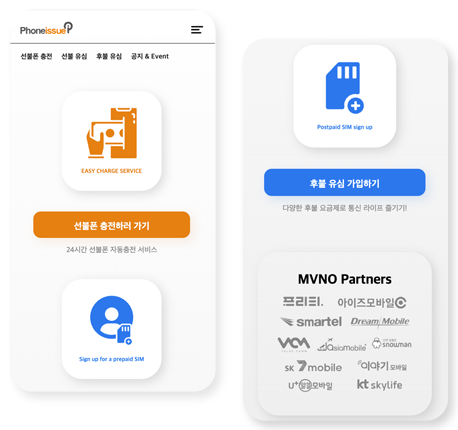 Phoneissue
선불폰 충전 선불 유심 후불 유심 공지 & Event
EASY CHARGE SERVICE
선불폰 충전하러 가기
24시간 선불폰 자동충전 서비스
Sign up for a prepaid SIM
Postpaid SIM sign up
후불 유심 가입하기
다양한 후불 요금제로 통신 라이프 즐기기!
MVNO Partners
프리티. 아이즈모바일
smartel Dream Mobile
VCM asiamobile snowman
SK 7mobile 이야기 모바일
U+알뜰모바일 kt skylife